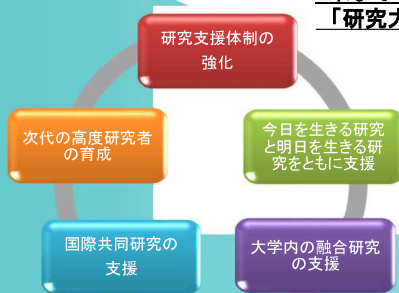 「研究大
研究支援体制の
強化
今日を生きる研究
と明日を生きる研
究をともに支援
大学内の融合研究
の支援
国際共同研究の
支援
次代の高度研究者
の育成